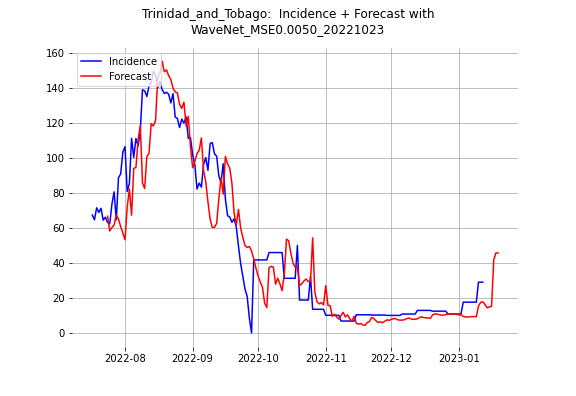 Trinidad_and_Tobago:  Incidence + Forecast with
WaveNet_MSE0.0050_20221023
Incidence
Forecast
160
140
120
100
80
60
40
20
0
2022-08 2022-09 2022-10 2022-11 2022-12 2023-01